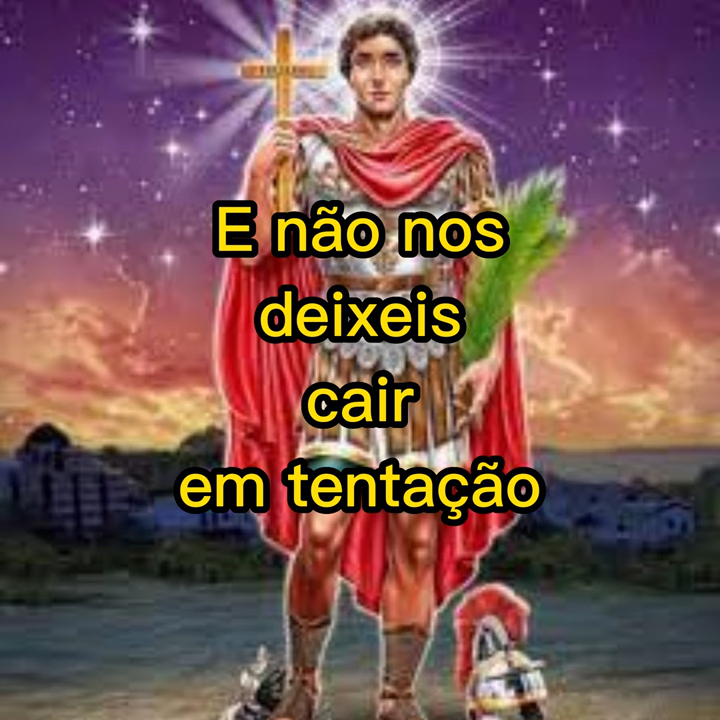 E não nos
deixeis
cair
em tentação